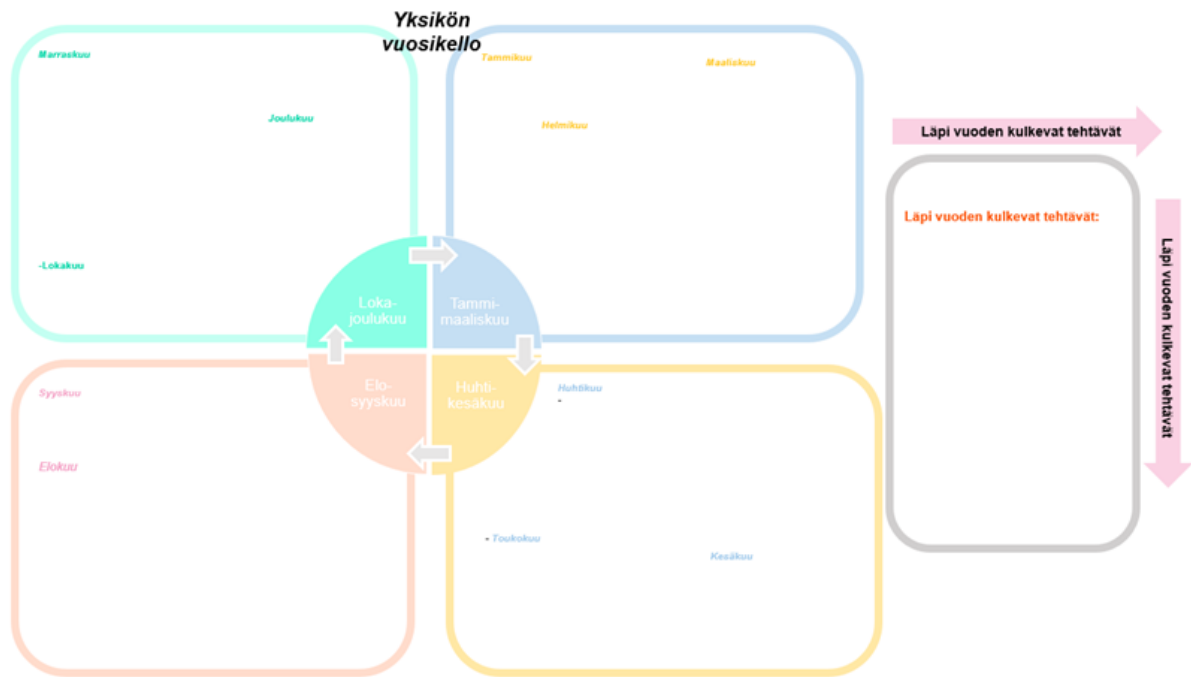 Yksikön
vuosikello
Marraskuu
Joulukuu
-Lokakuu
Tammikuu
Maaliskuu
Helmikuu
Loka-
joulukuu
Tammi-
maaliskuu
Elo-
syyskuu
Huhti-
kesäkuu
Syyskuu
Elokuu
Huhtikuu
-
- Toukokuu
Kesäkuu
Läpi vuoden kulkevat tehtävät
Läpi vuoden kulkevat tehtävät:
Läpi vuoden kulkevat tehtävät